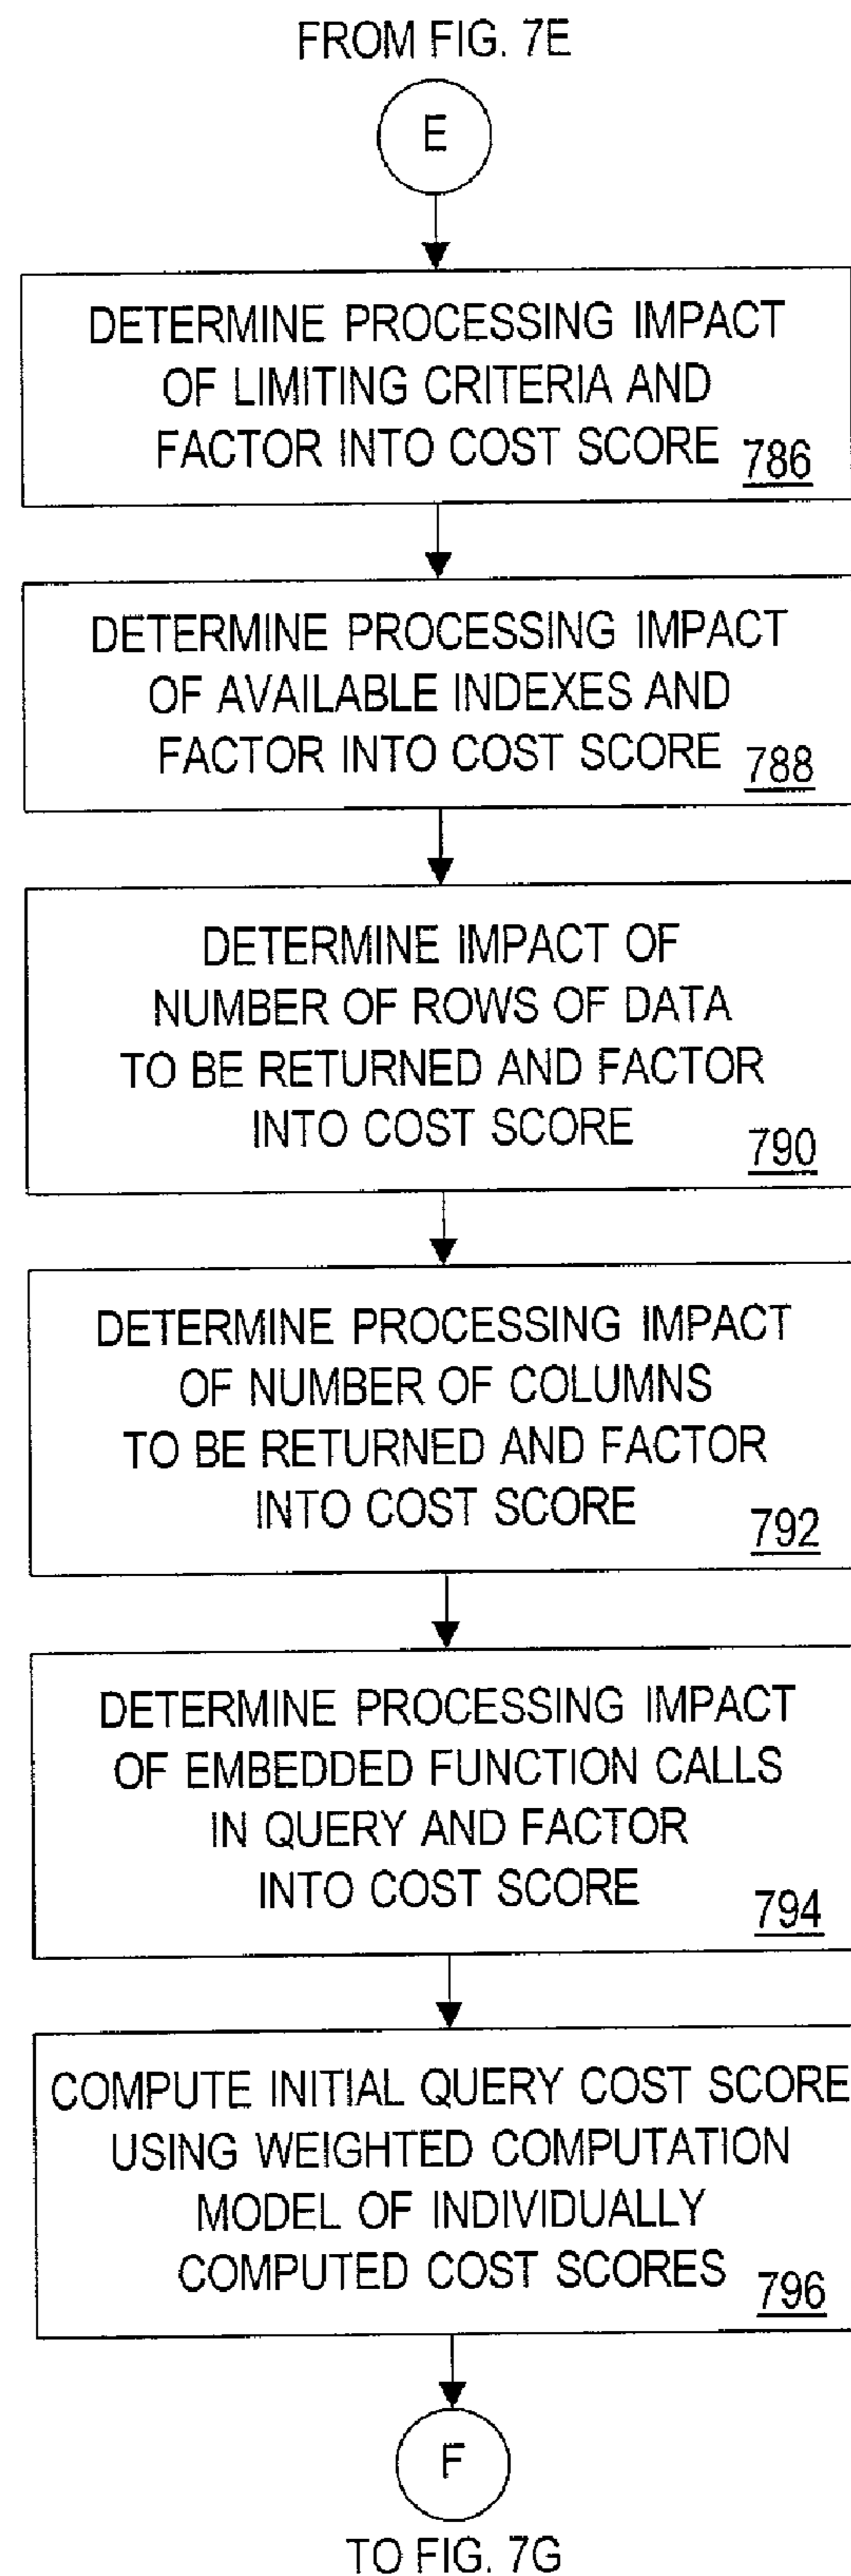 FROM FIG. 7E
E
DETERMINE PROCESSING IMPACT
OF LIMITING CRITERIA AND
FACTOR INTO COST SCORE 786
DETERMINE PROCESSING IMPACT
OF AVAILABLE INDEXES AND
FACTOR INTO COST SCORE 788
DETERMINE IMPACT OF
NUMBER OF ROWS OF DATA
TO BE RETURNED AND FACTOR
INTO COST SCORE 790
DETERMINE PROCESSING IMPACT
OF NUMBER OF COLUMNS
TO BE RETURNED AND FACTOR
INTO COST SCORE 792
DETERMINE PROCESSING IMPACT
OF EMBEDDED FUNCTION CALLS
IN QUERY AND FACTOR
INTO COST SCORE 794
COMPUTE INITIAL QUERY COST SCORE
USING WEIGHTED COMPUTATION
MODEL OF INDIVIDUALLY
COMPUTED COST SCORES 796
F
TO FIG. 7G